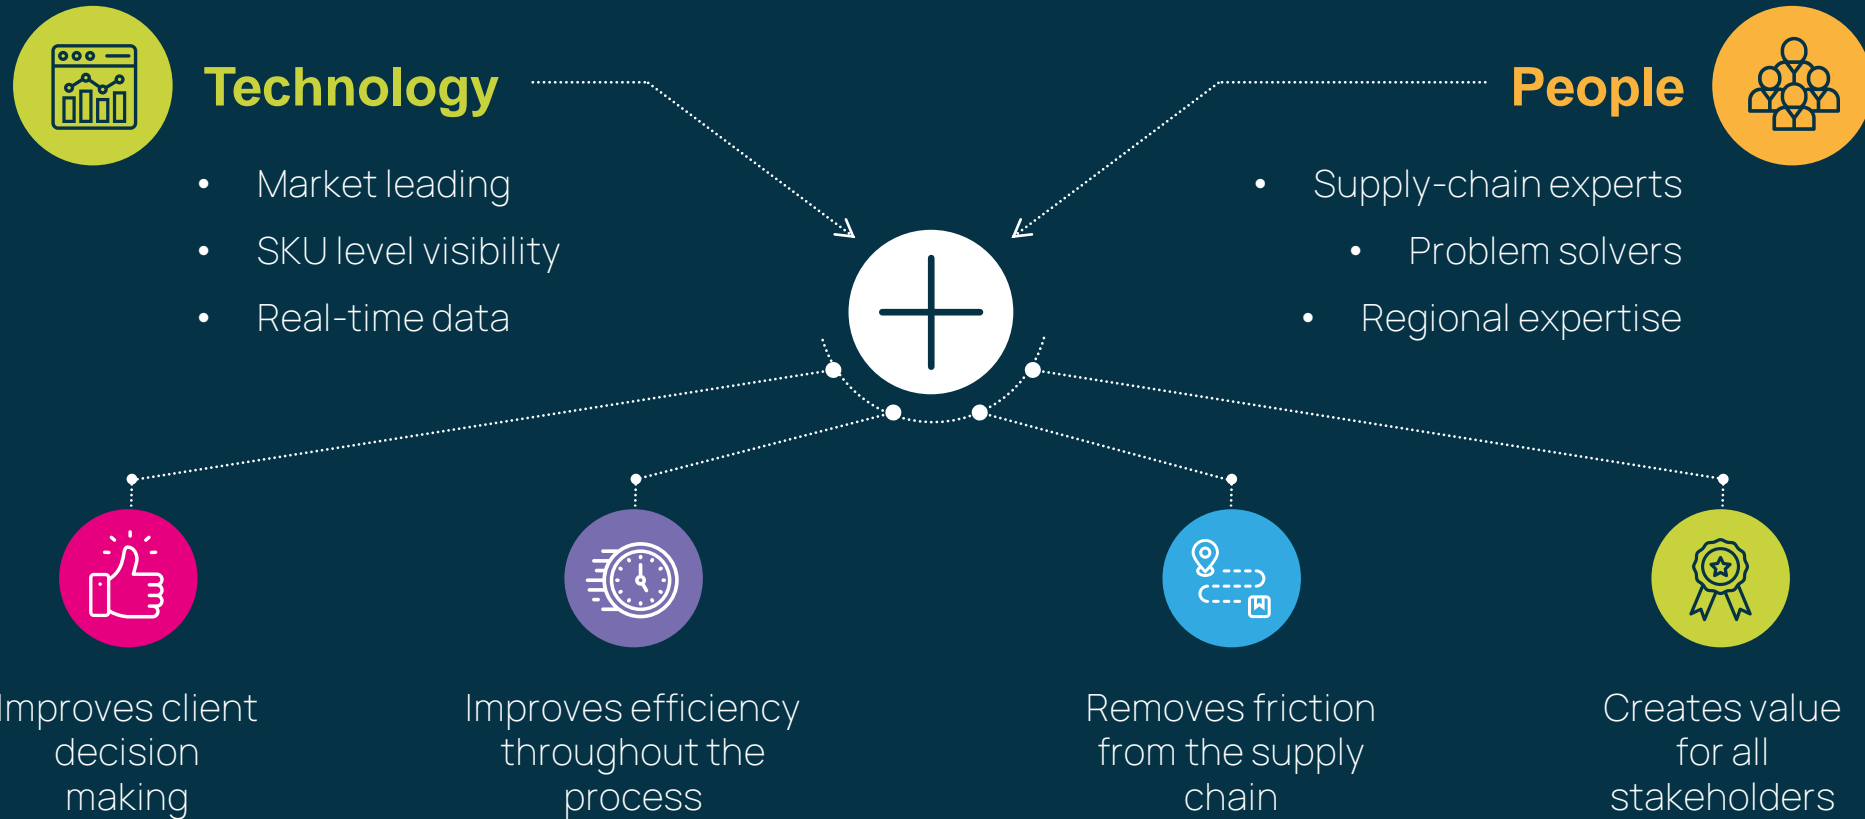 Technology
• Market leading
• SKU level visibility
• Real-time data
People
• Supply-chain experts
• Problem solvers
• Regional expertise
Improves client
decision
making
Improves efficiency
throughout the
process
Removes friction
from the supply
chain
Creates value
for all
stakeholders